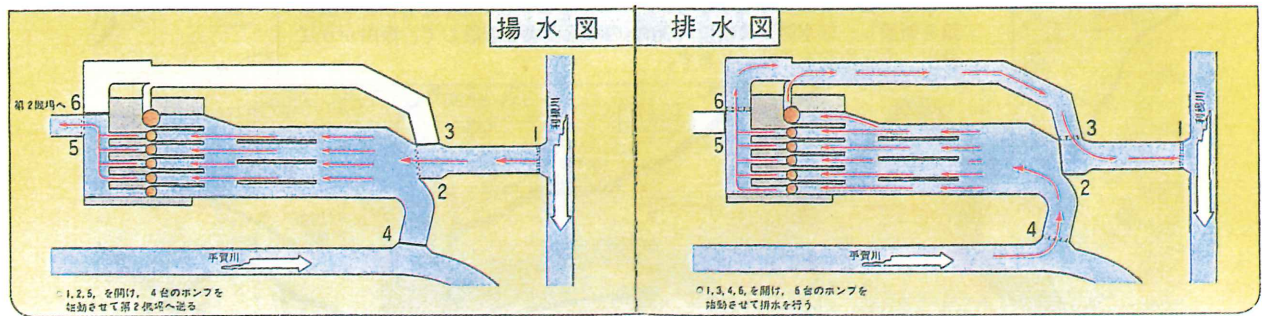 揚水図
第2機場へ
6
5
3
1
2
4
利根川
手賀川
○1,2,5,を開け, 4台のポンプを
始動させて第2機場へ送る
排水図
6
5
3
1
2
4
利根川
手賀川
○1,3,4,6,を開け, 6台のポンプを
始動させて排水を行う